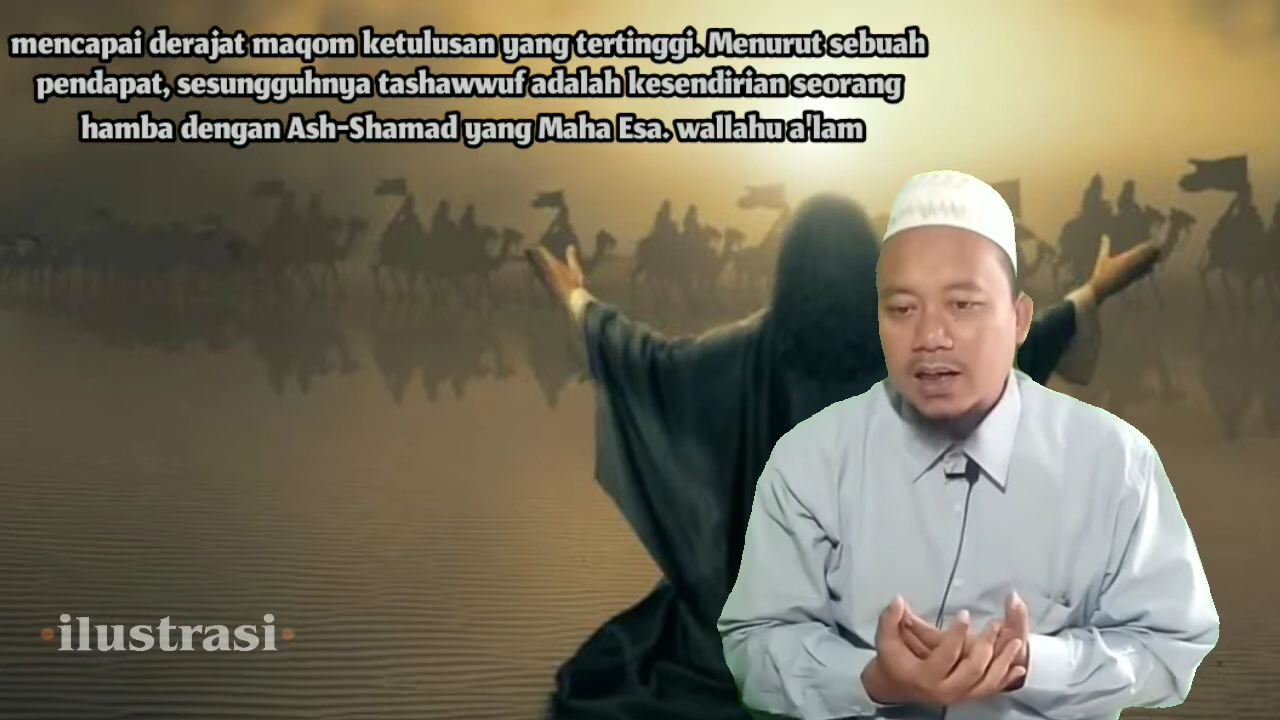 mencapai derajat maqom ketulusan yang tertinggi. Menurut sebuah
pendapat, sesungguhnya tashawwuf adalah kesendirian seorang
hamba dengan Ash-Shamad yang Maha Esa. wallahu a'lam
•ilustrasi•